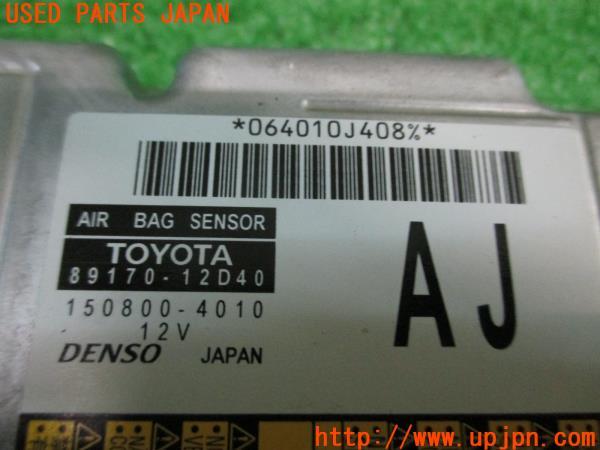 USED PARTS JAPAN
*064010J408%*
AIR BAG SENSOR
TOYOTA
89170-12D40
150800-4010
12V
DENSO JAPAN
AJ
http://www.upjpn.com/